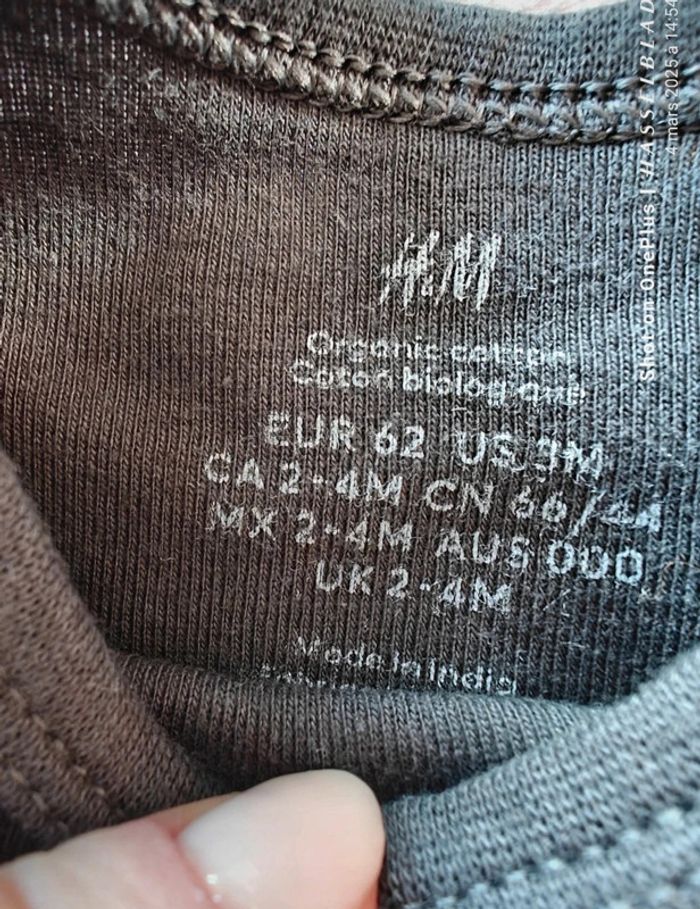 H&M
Organic cotton
Coton biologique
EUR 62 US 3M
CA 2-4M CN 66/44
MX 2-4M AUS 000
UK 2-4M
Made in India
Shot on OnePlus | HASSELBLAD
4 mars 2025 à 14:54